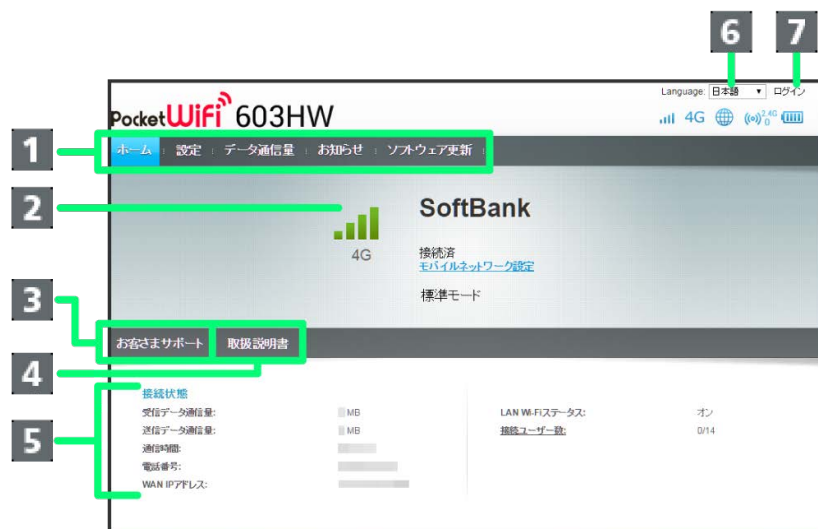 6 7
Language: 日本語 ▼ ログイン
Pocket WiFi 603HW
4G 2.4G 0
1
ホーム 設定 データ通信量 お知らせ ソフトウェア更新
2
SoftBank
4G
接続済
モバイルネットワーク設定
標準モード
3
お客さまサポート 取扱説明書
4
接続状態
5
受信データ通信量: MB LAN Wi-Fiステータス: オン
送信データ通信量: MB 接続ユーザー数: 0/14
通信時間:
電話番号:
WAN IPアドレス: